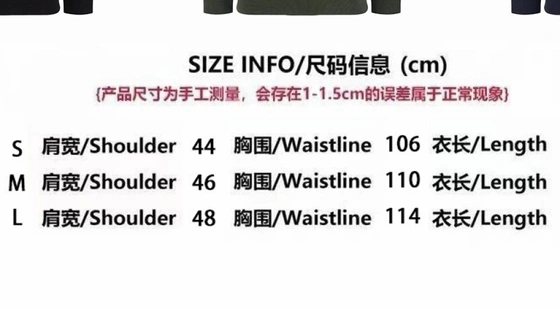 SIZE INFO/尺码信息 (cm)
{产品尺寸为手工测量，会存在1-1.5cm的误差属于正常现象}
S 肩宽/Shoulder 44 胸围/Waistline 106 衣长/Length
M 肩宽/Shoulder 46 胸围/Waistline 110 衣长/Length
L 肩宽/Shoulder 48 胸围/Waistline 114 衣长/Length